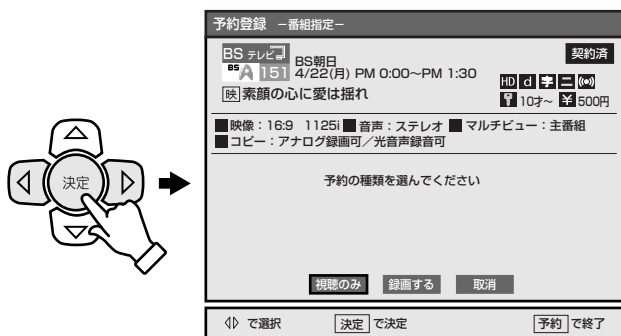 予約登録 －番組指定－
BS テレビ
BS朝日
契約済
BS A 151 4/22(月) PM 0:00～PM 1:30
HD d 字 二
映 素顔の心に愛は揺れ
10才～ ¥ 500円
映像：16:9 1125i 音声：ステレオ マルチビュー：主番組
コピー：アナログ録画可／光音声録音可
決定
予約の種類を選んでください
視聴のみ 録画する 取消
で選択 決定 で決定 予約 で終了